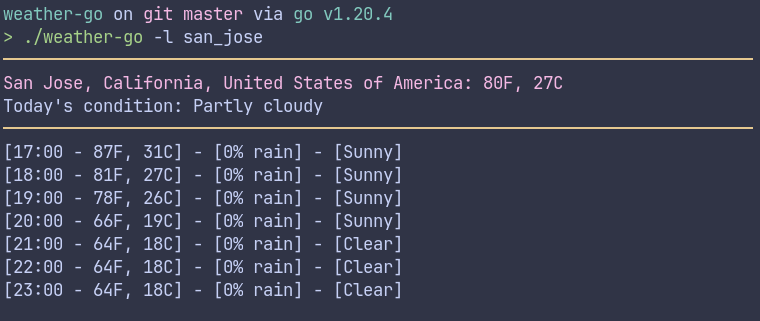 weather-go on git master via go v1.20.4
> ./weather-go -l san_jose
San Jose, California, United States of America: 80F, 27C
Today's condition: Partly cloudy
[17:00 - 87F, 31C] - [0% rain] - [Sunny]
[18:00 - 81F, 27C] - [0% rain] - [Sunny]
[19:00 - 78F, 26C] - [0% rain] - [Sunny]
[20:00 - 66F, 19C] - [0% rain] - [Sunny]
[21:00 - 64F, 18C] - [0% rain] - [Clear]
[22:00 - 64F, 18C] - [0% rain] - [Clear]
[23:00 - 64F, 18C] - [0% rain] - [Clear]